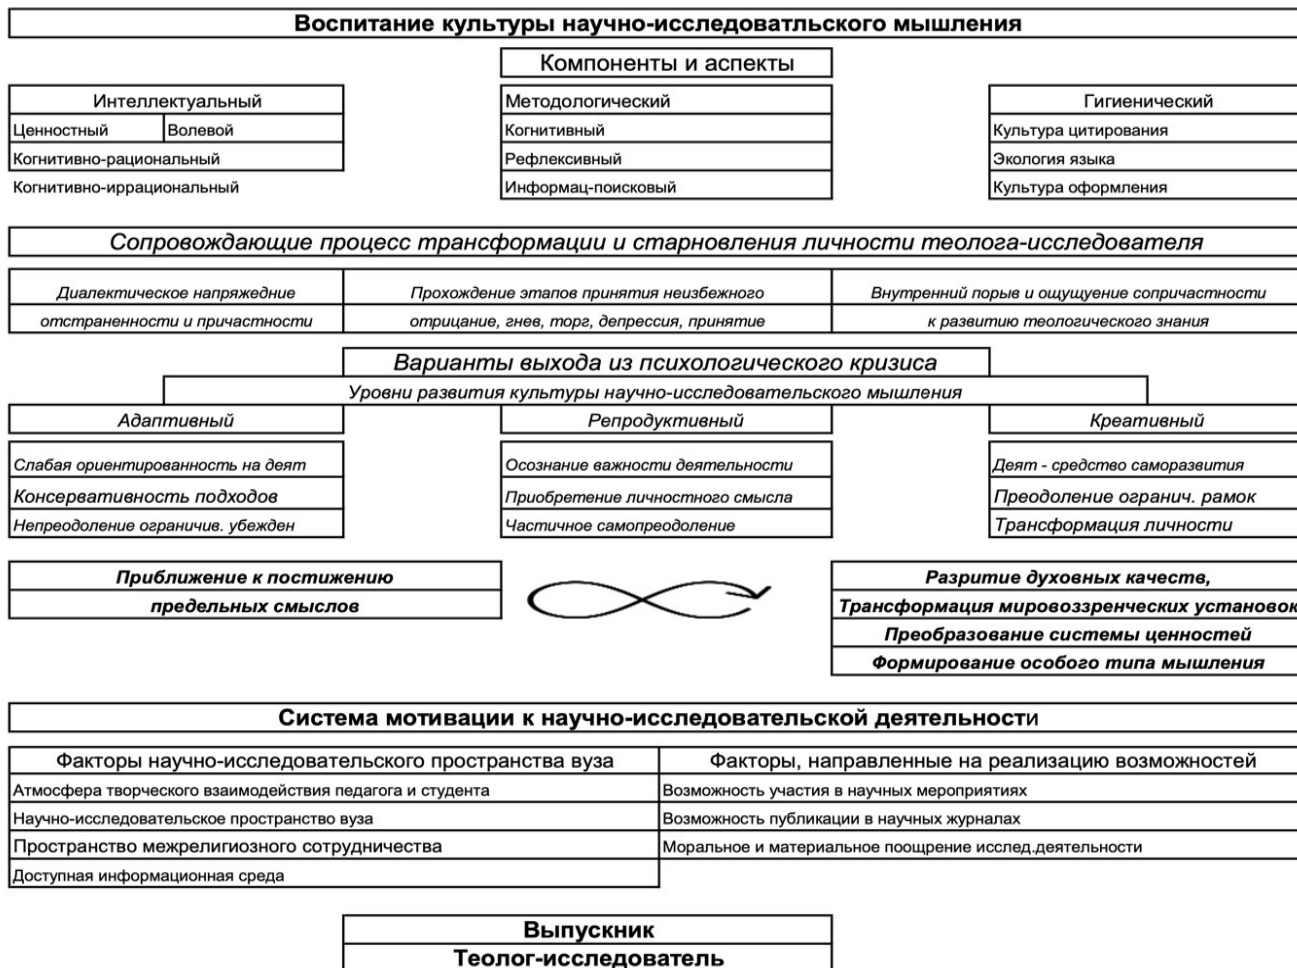 Воспитание культуры научно-исследоватльского мышления
Компоненты и аспекты
Интеллектуальный Методологический Гигиенический
Ценностный Волевой Когнитивный Культура цитирования
Когнитивно-рациональный Рефлексивный Экология языка
Когнитивно-иррациональный Информац-поисковый Культура оформления
Сопровождающие процесс трансформации и старновления личности теолога-исследователя
Диалектическое напряжедние Прохождение этапов принятия неизбежного Внутренний порыв и ощущуение сопричастности
отстраненности и причастности отрицание, гнев, торг, депрессия, принятие к развитию теологического знания
Варианты выхода из психологического кризиса
Уровни развития культуры научно-исследовательского мышления
Адаптивный Репродуктивный Креативный
Слабая ориентированность на деят Осознание важности деятельности Деят - средство саморазвития
Консервативность подходов Приобретение личностного смысла Преодоление огранич. рамок
Непреодоление ограничив. убежден Частичное самопреодоление Трансформация личности
Приближение к постижению Разритие духовных качеств,
предельных смыслов Трансформация мировоззренческих установок
Преобразование системы ценностей
Формирование особого типа мышления
Система мотивации к научно-исследовательской деятельности
Факторы научно-исследовательского пространства вуза Факторы, направленные на реализацию возможностей
Атмосфера творческого взаимодействия педагога и студента Возможность участия в научных мероприятиях
Научно-исследовательское пространство вуза Возможность публикации в научных журналах
Пространство межрелигиозного сотрудничества Моральное и материальное поощрение исслед.деятельности
Доступная информационная среда
Выпускник
Теолог-исследователь